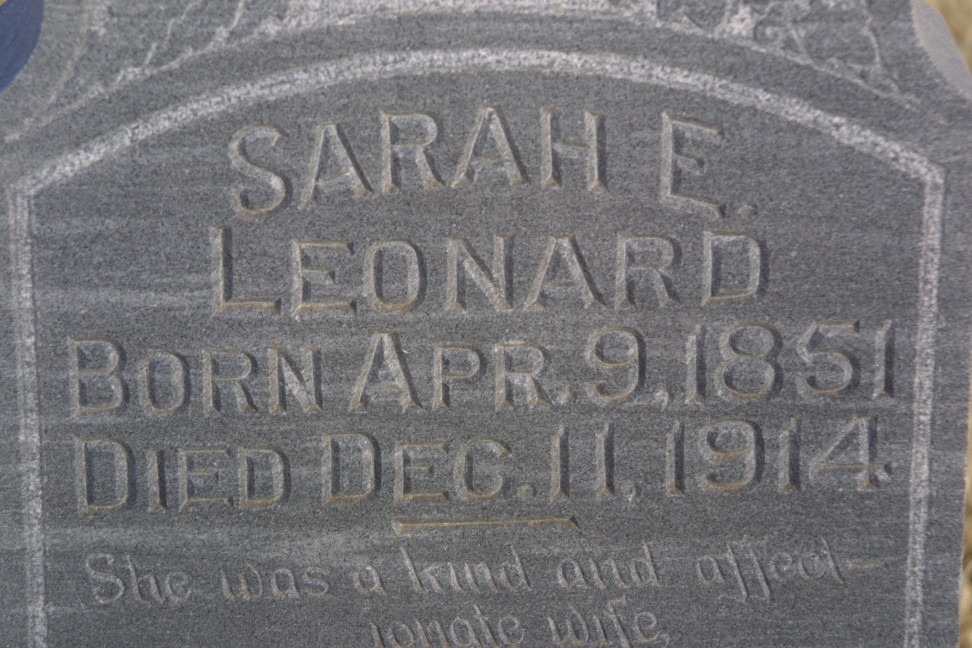 SARAH E.
LEONARD
BORN APR. 9, 1851
DIED DEC. 11, 1914.
She was a kind and affect-
ionate wife,